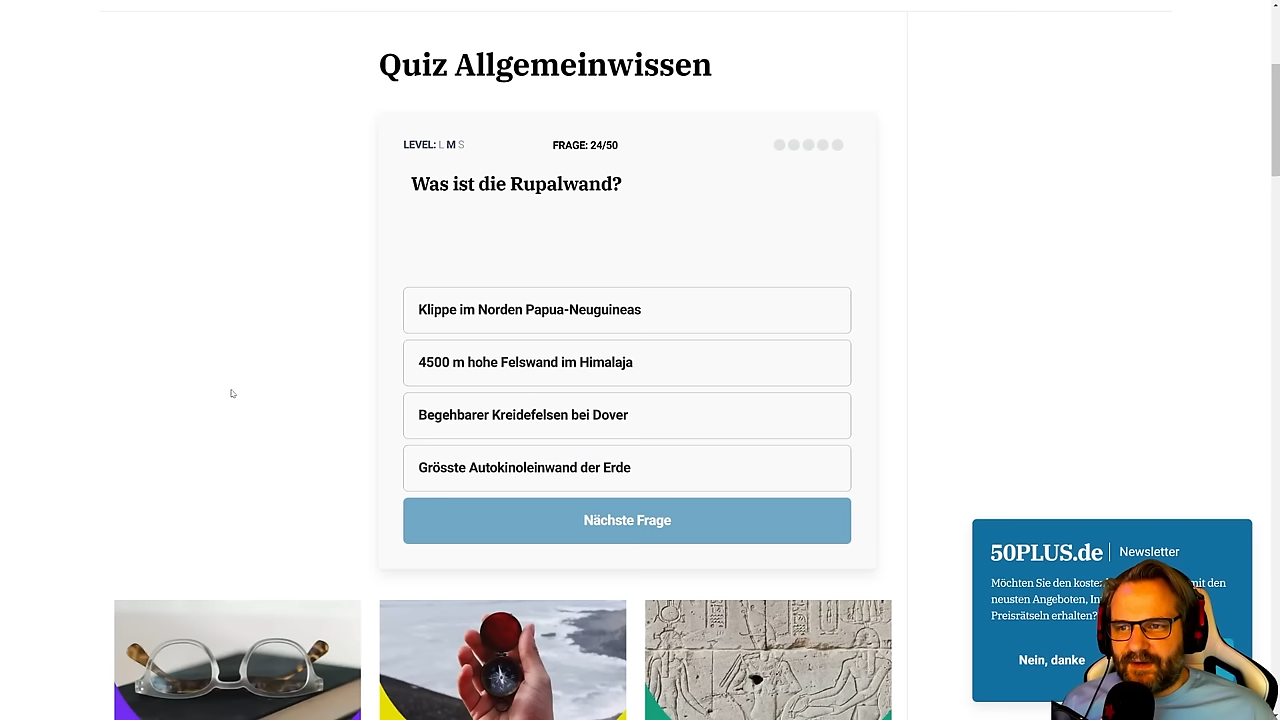 Quiz Allgemeinwissen
LEVEL: L M S
FRAGE: 24/50
Was ist die Rupalwand?
Klippe im Norden Papua-Neuguineas
4500 m hohe Felswand im Himalaja
Begehbarer Kreidefelsen bei Dover
Grösste Autokinoleinwand der Erde
Nächste Frage
50PLUS.de | Newsletter
Möchten Sie den mit den
neusten Angeboten,
Preisrätseln erhalten?
Nein, danke